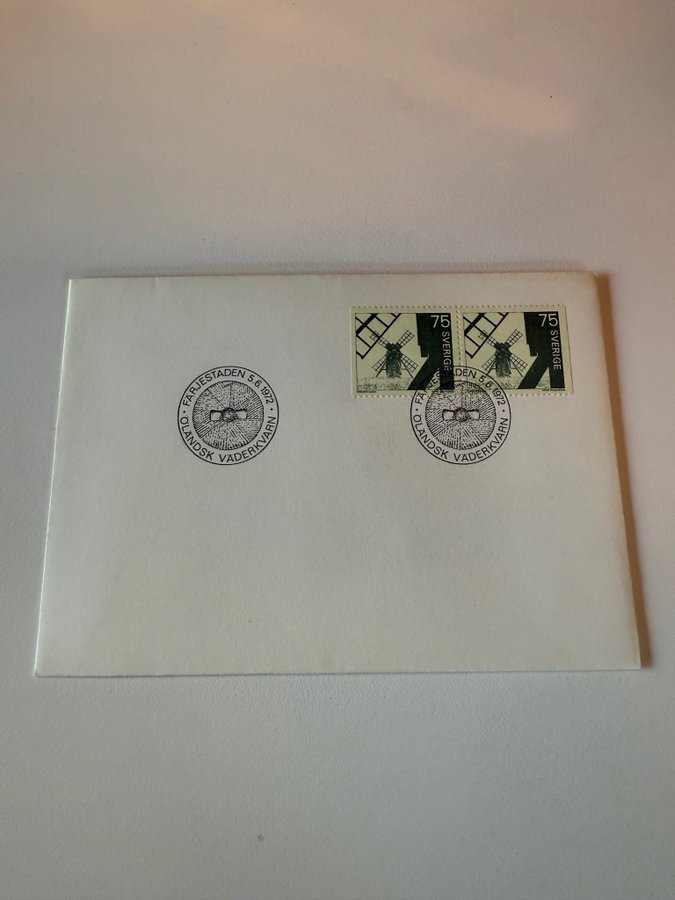 75
SVERIGE
75
SVERIGE
· FÄRJESTADEN 5.6.1972 ·
ÖLÄNDSK VÄDERKVARN
· FÄRJESTADEN 5.6.1972 ·
ÖLÄNDSK VÄDERKVARN